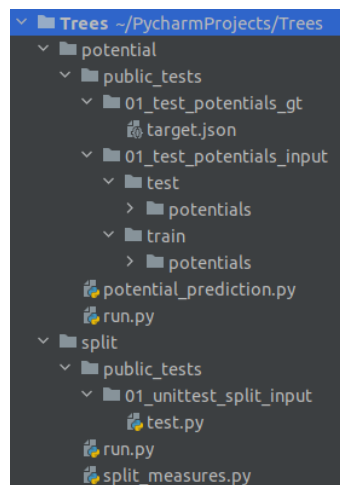 Trees ~/PycharmProjects/Trees
potential
public_tests
01_test_potentials_gt
target.json
01_test_potentials_input
test
potentials
train
potentials
potential_prediction.py
run.py
split
public_tests
01_unittest_split_input
test.py
run.py
split_measures.py